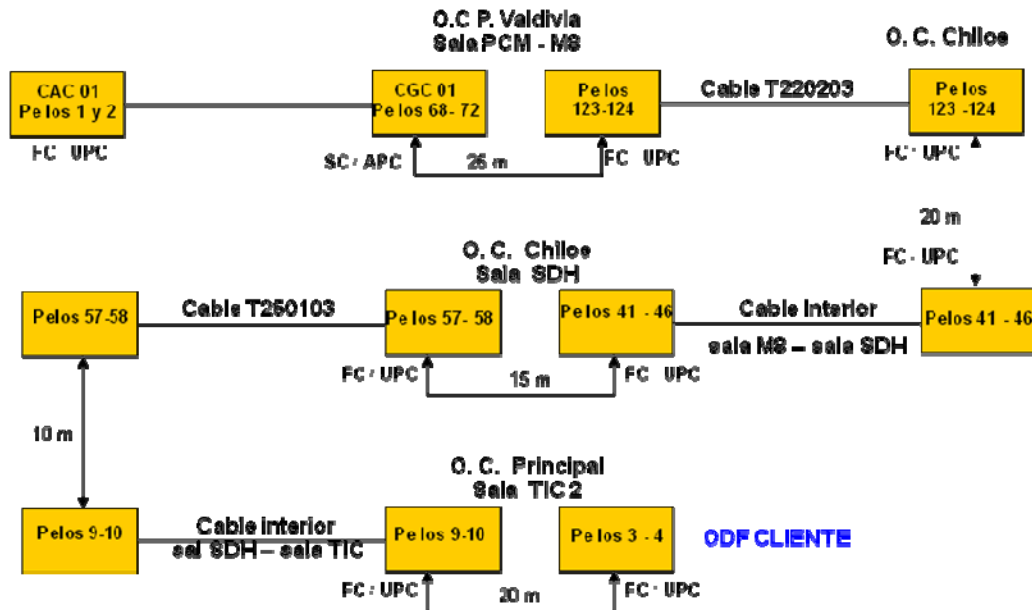 O.C P. Valdivia
Sala PCM - MS
O. C. Chiloe
CAC 01
Pelos 1 y 2
CGC 01
Pelos 68- 72
Pelos
123-124
Cable T220203
Pelos
123 -124
FC UPC
SC / APC
25 m
FC UPC
FC - UPC
20 m
FC - UPC
O. C. Chiloe
Sala SDH
Pelos 57-58
Cable T250103
Pelos 57- 58
Pelos 41 - 46
Cable Interior
sala MS – sala SDH
Pelos 41 - 46
FC / UPC
15 m
FC UPC
10 m
O. C. Principal
Sala TIC 2
Pelos 9-10
Cable interior
sal SDH – sala TIC
Pelos 9-10
Pelos 3 - 4
ODF CLIENTE
FC / UPC
20 m
FC - UPC